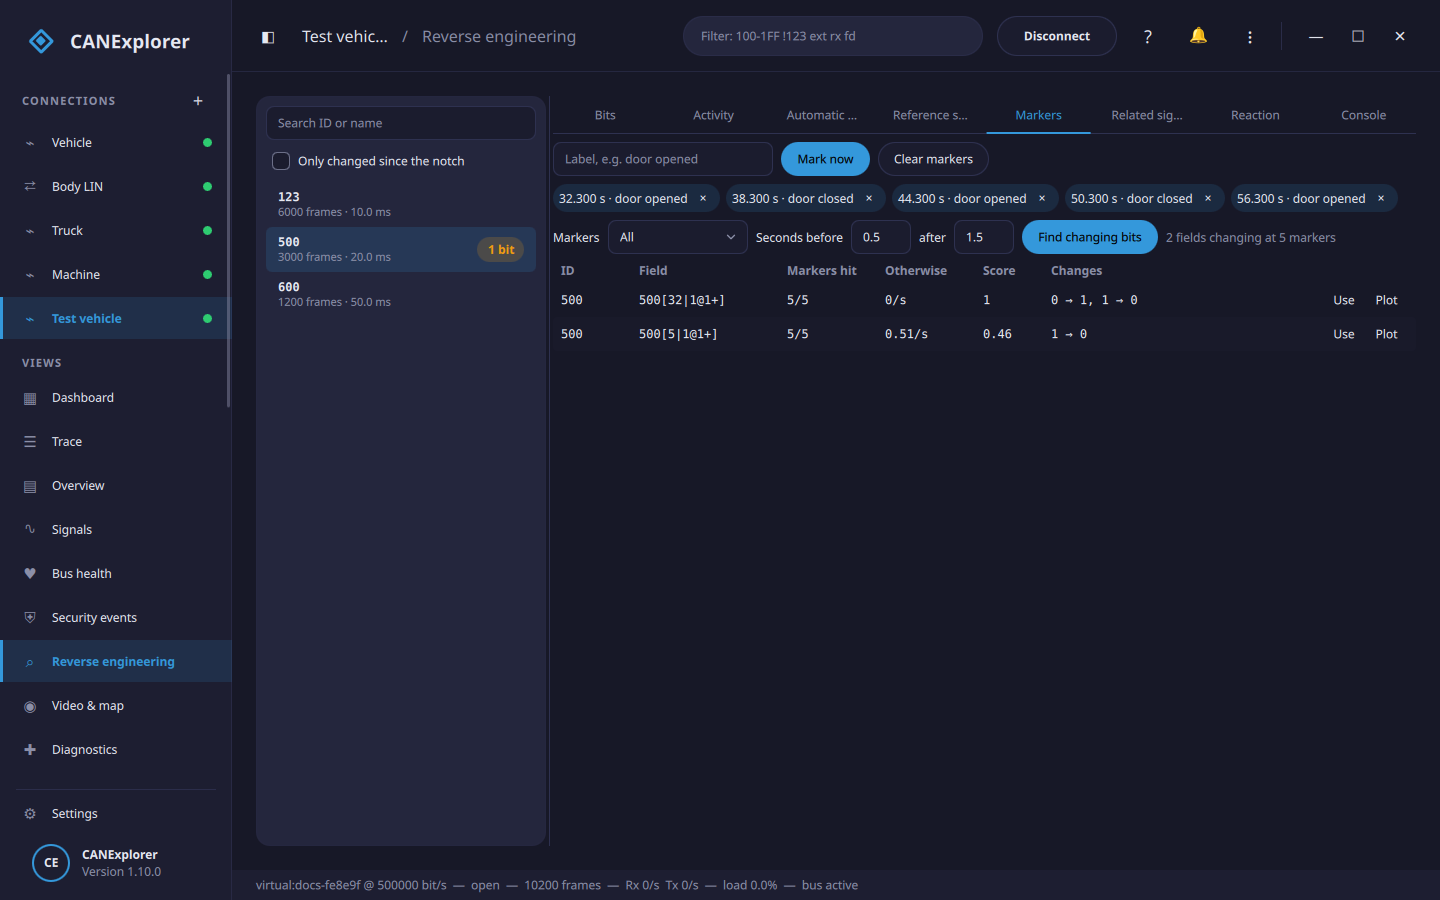 CANExplorer
CONNECTIONS +
Vehicle
Body LIN
Truck
Machine
Test vehicle
VIEWS
Dashboard
Trace
Overview
Signals
Bus health
Security events
Reverse engineering
Video & map
Diagnostics
Settings
CE
CANExplorer
Version 1.10.0
Test vehic... / Reverse engineering
Filter: 100-1FF !123 ext rx fd
Disconnect
?
Search ID or name
Only changed since the notch
123
6000 frames · 10.0 ms
500
3000 frames · 20.0 ms
1 bit
600
1200 frames · 50.0 ms
Bits Activity Automatic ... Reference s... Markers Related sig... Reaction Console
Label, e.g. door opened Mark now Clear markers
32.300 s · door opened × 38.300 s · door closed × 44.300 s · door opened × 50.300 s · door closed × 56.300 s · door opened ×
Markers All Seconds before 0.5 after 1.5 Find changing bits 2 fields changing at 5 markers
ID Field Markers hit Otherwise Score Changes
500 500[32|1@1+] 5/5 0/s 1 0 → 1, 1 → 0 Use Plot
500 500[5|1@1+] 5/5 0.51/s 0.46 1 → 0 Use Plot
virtual:docs-fe8e9f @ 500000 bit/s — open — 10200 frames — Rx 0/s Tx 0/s — load 0.0% — bus active